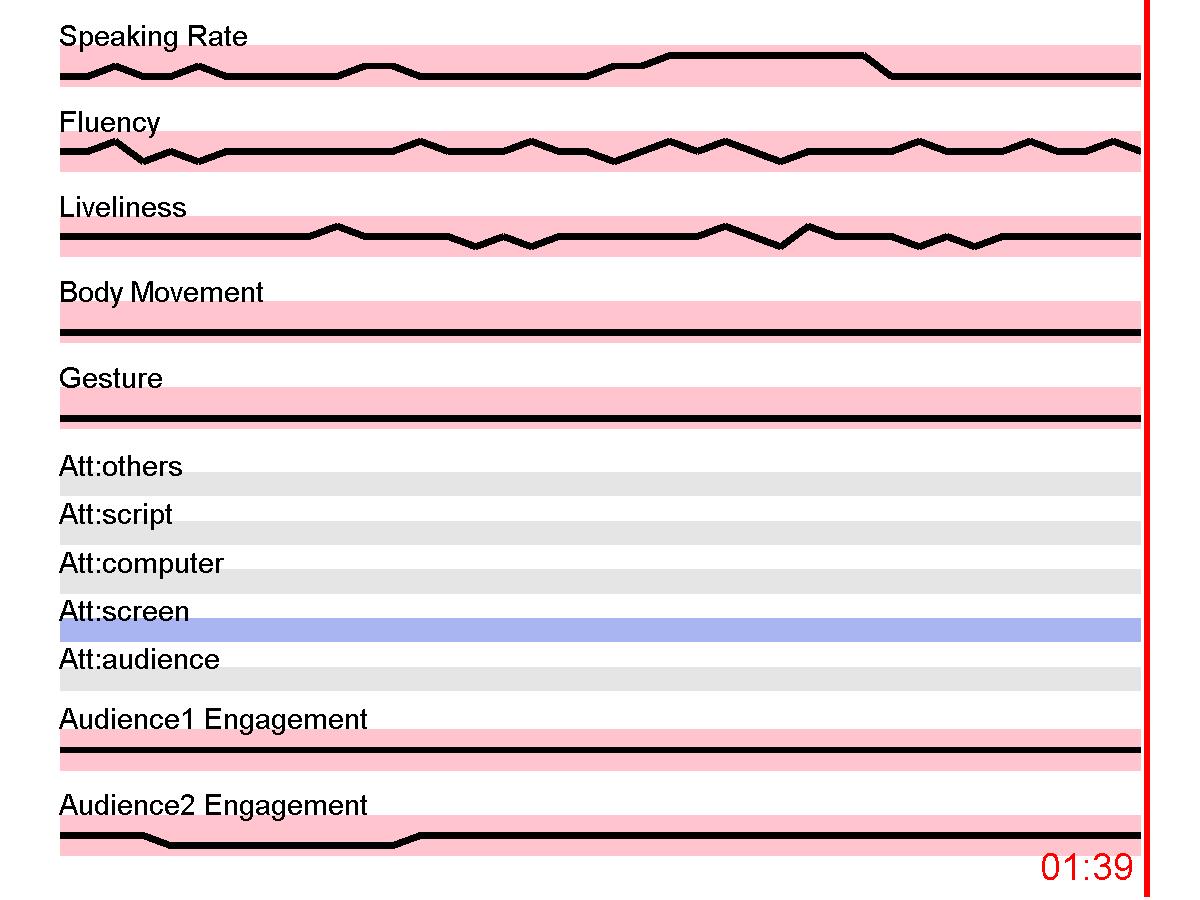 Speaking Rate
Fluency
Liveliness
Body Movement
Gesture
Att:others
Att:script
Att:computer
Att:screen
Att:audience
Audience1 Engagement
Audience2 Engagement
01:39